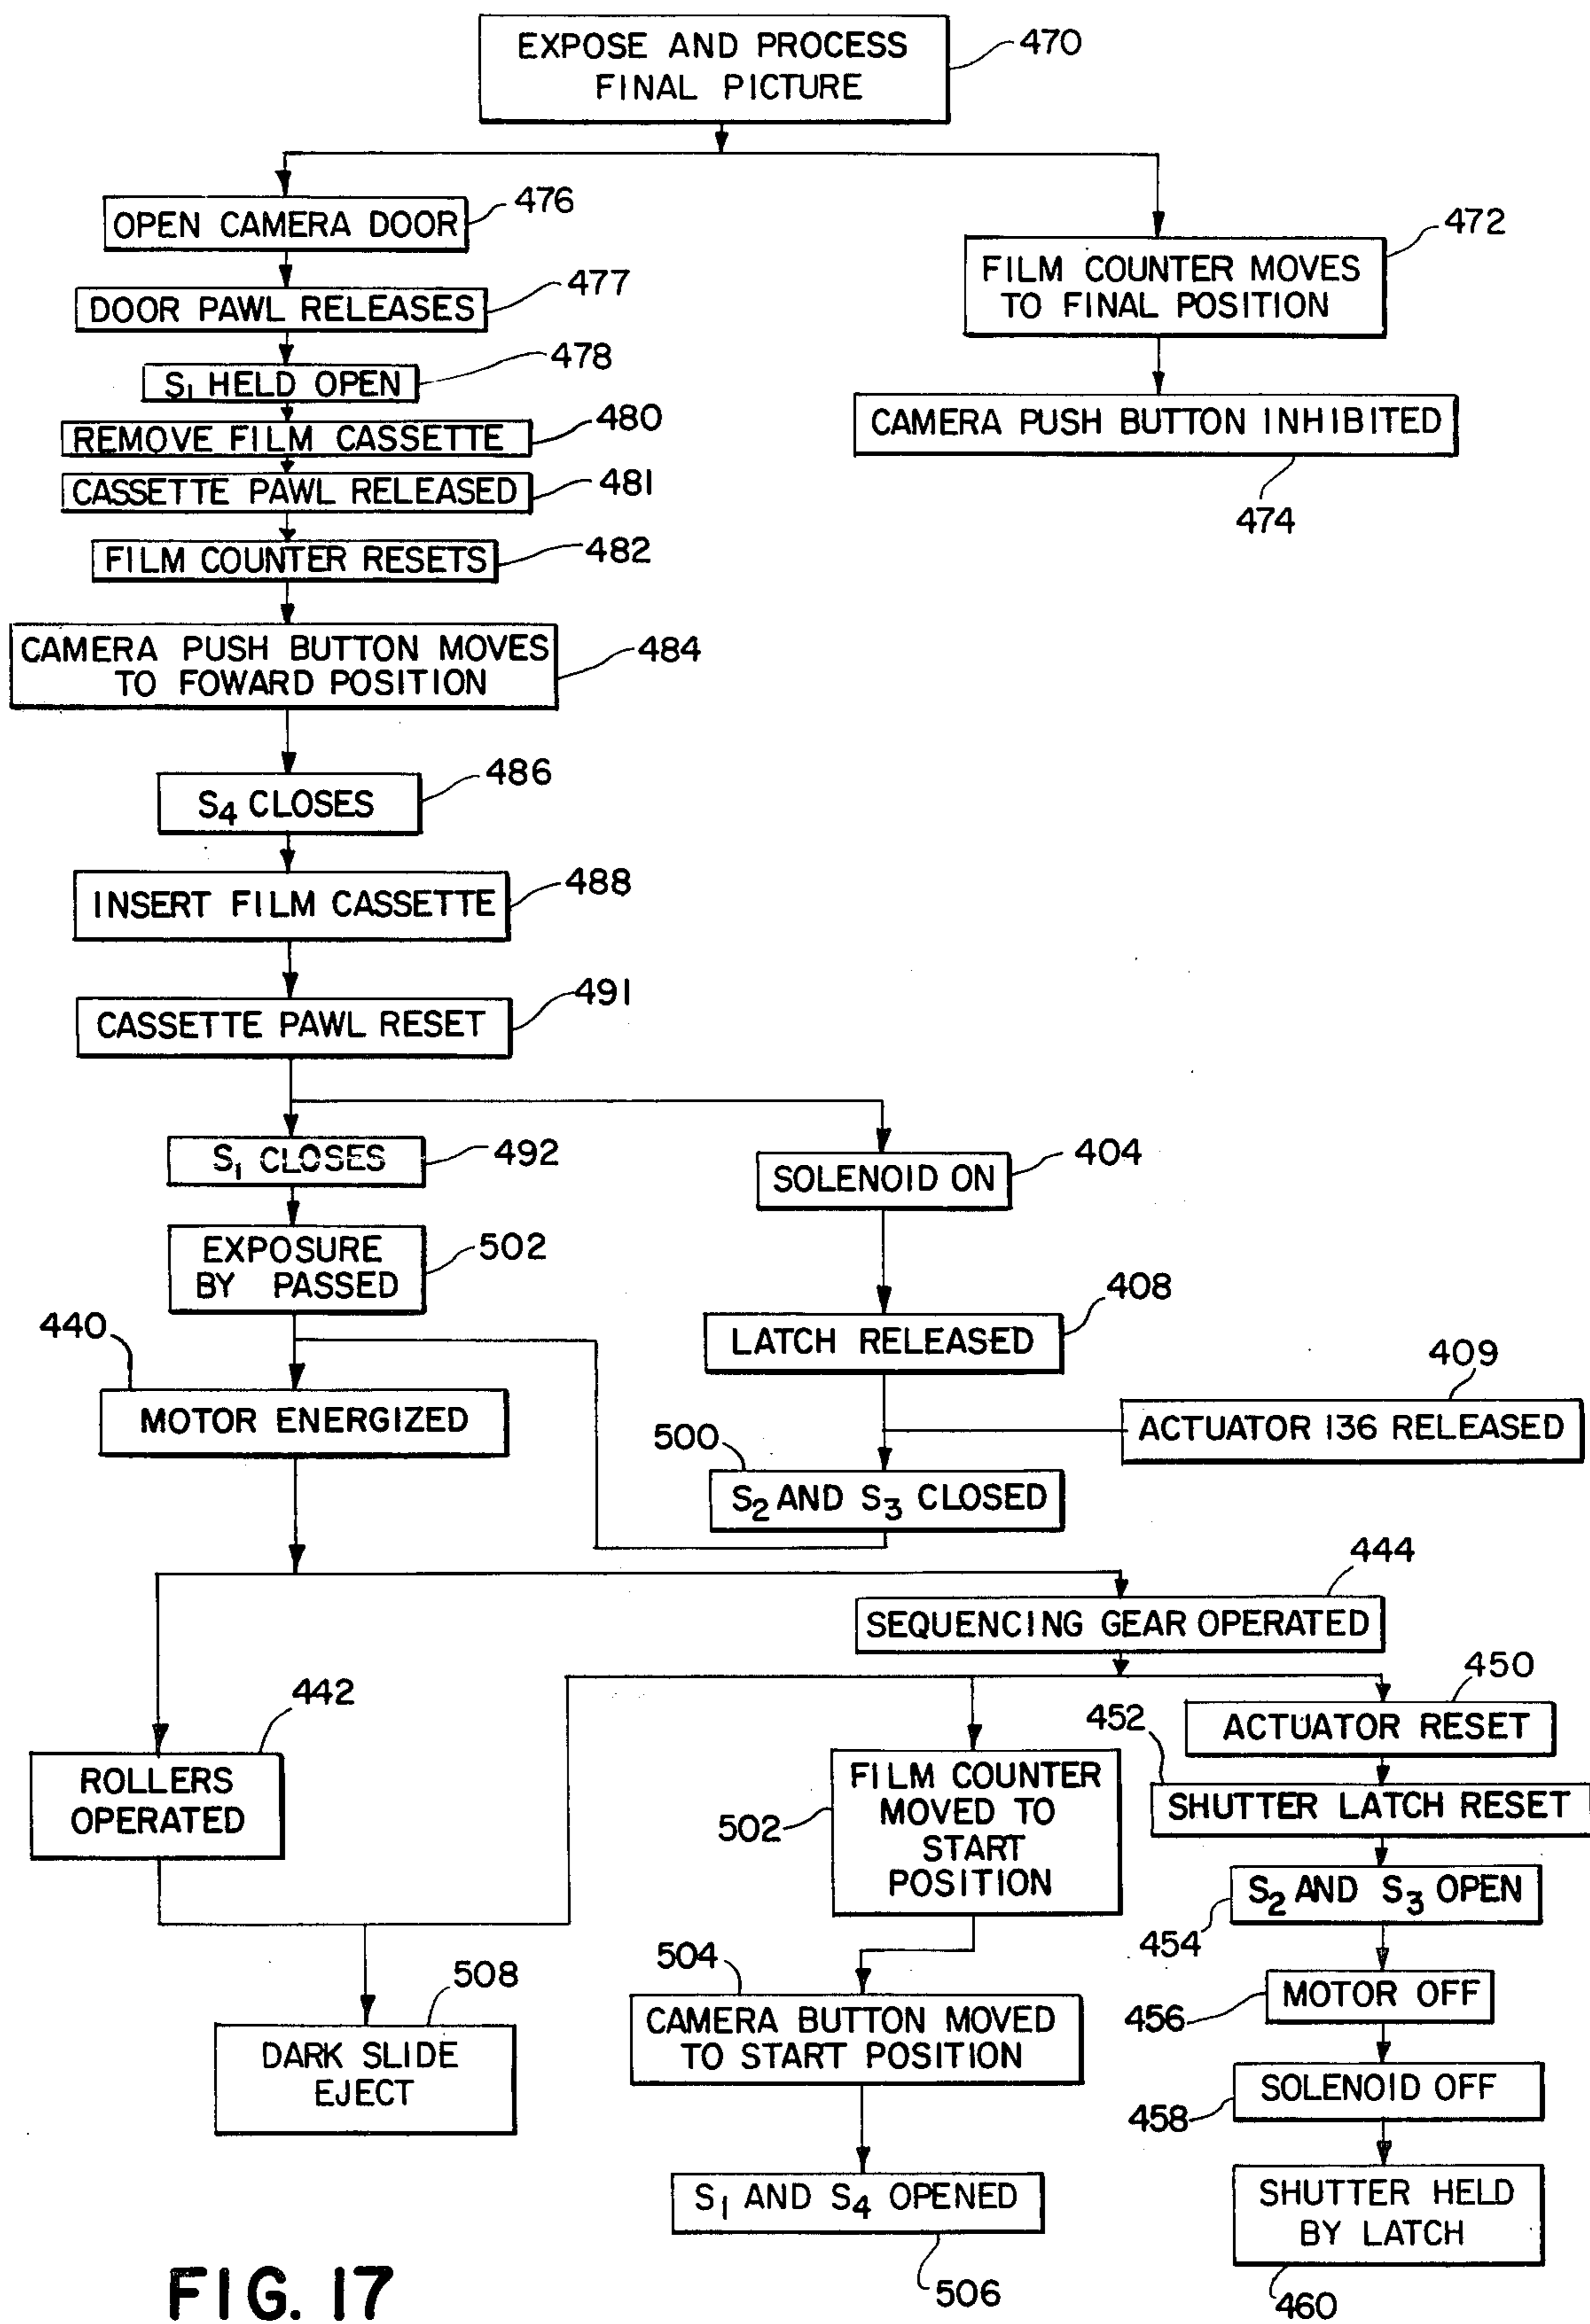 EXPOSE AND PROCESS
FINAL PICTURE
470
OPEN CAMERA DOOR
476
DOOR PAWL RELEASES
477
S1 HELD OPEN
478
REMOVE FILM CASSETTE
480
CASSETTE PAWL RELEASED
481
FILM COUNTER RESETS
482
CAMERA PUSH BUTTON MOVES
TO FOWARD POSITION
484
S4 CLOSES
486
INSERT FILM CASSETTE
488
CASSETTE PAWL RESET
491
FILM COUNTER MOVES
TO FINAL POSITION
472
CAMERA PUSH BUTTON INHIBITED
474
S1 CLOSES
492
EXPOSURE
BY PASSED
502
440
MOTOR ENERGIZED
SOLENOID ON
404
LATCH RELEASED
408
409
ACTUATOR 136 RELEASED
500
S2 AND S3 CLOSED
444
SEQUENCING GEAR OPERATED
442
ROLLERS
OPERATED
508
DARK SLIDE
EJECT
502
FILM COUNTER
MOVED TO
START
POSITION
504
CAMERA BUTTON MOVED
TO START POSITION
S1 AND S4 OPENED
506
450
ACTUATOR RESET
452
SHUTTER LATCH RESET
S2 AND S3 OPEN
454
MOTOR OFF
456
SOLENOID OFF
458
SHUTTER HELD
BY LATCH
460
FIG. 17